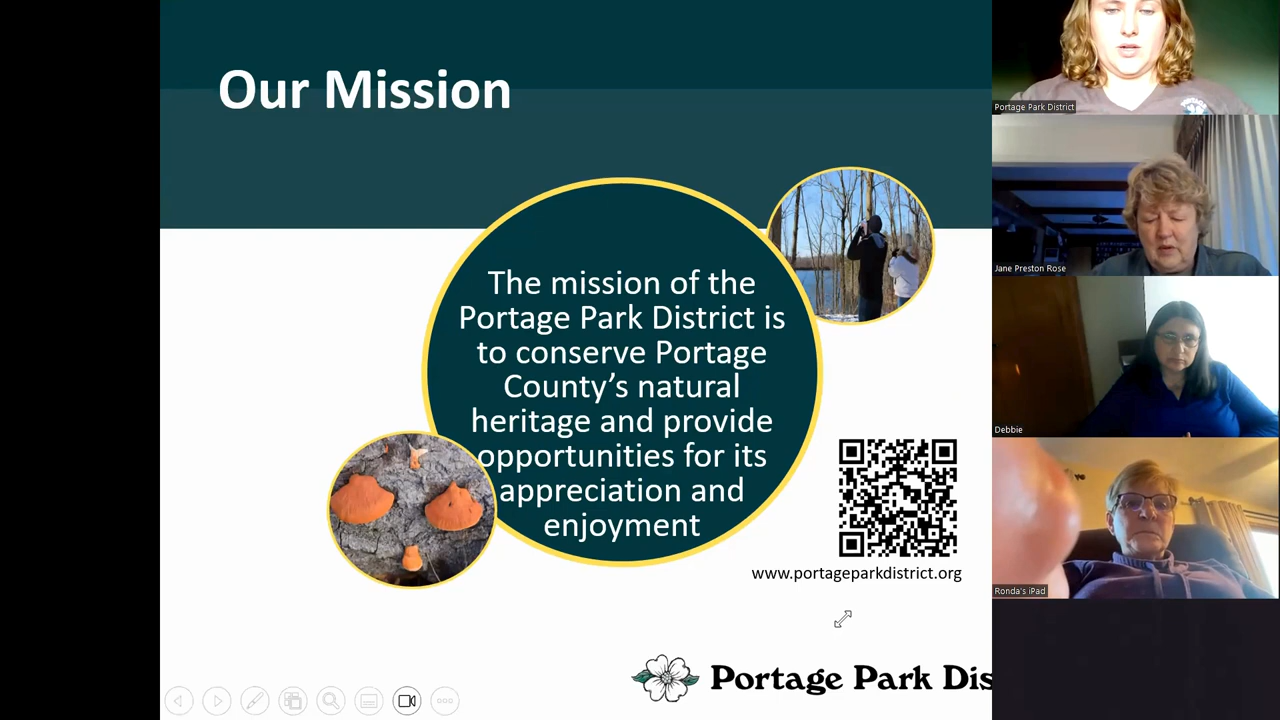 Our Mission
The mission of the
Portage Park District is
to conserve Portage
County’s natural
heritage and provide
opportunities for its
appreciation and
enjoyment
www.portageparkdistrict.org
Portage Park Dis
Portage Park District
Jane Preston Rose
Debbie
Ronda's iPad